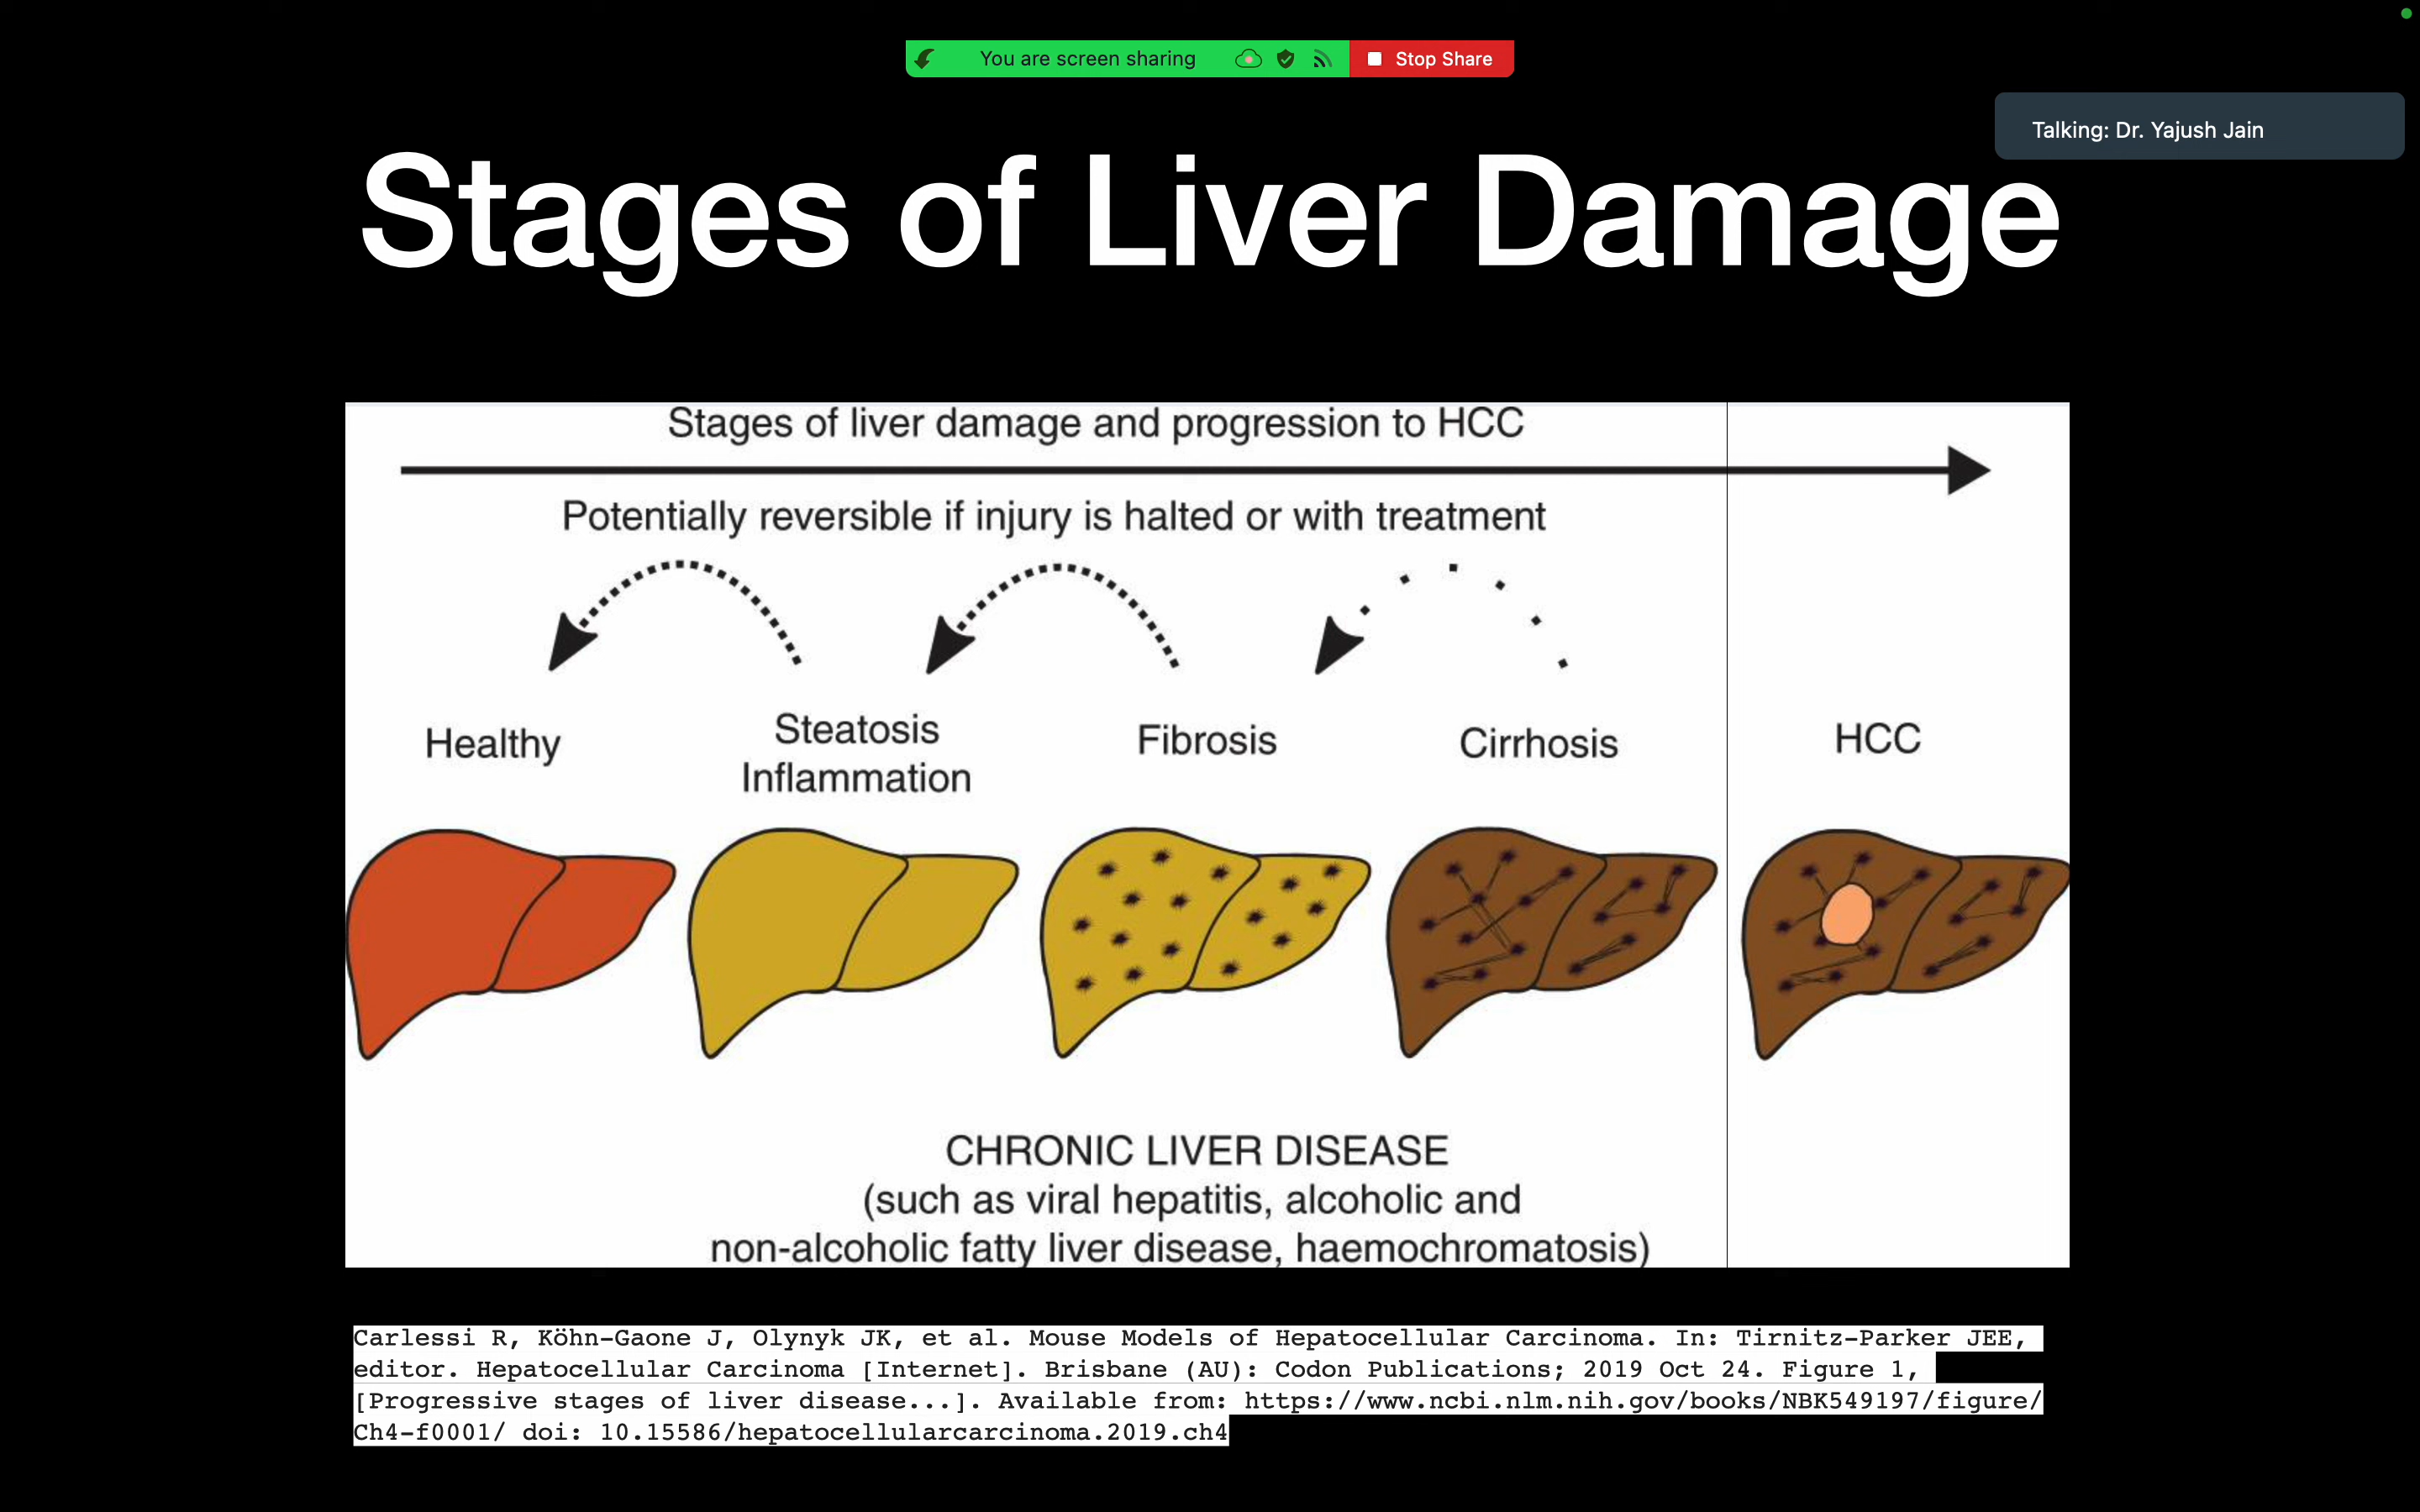 You are screen sharing
Stop Share
Talking: Dr. Yajush Jain
Stages of Liver Damage
Stages of liver damage and progression to HCC
Potentially reversible if injury is halted or with treatment
Healthy
Steatosis
Inflammation
Fibrosis
Cirrhosis
HCC
CHRONIC LIVER DISEASE
(such as viral hepatitis, alcoholic and
non-alcoholic fatty liver disease, haemochromatosis)
Carlessi R, Köhn-Gaone J, Olynyk JK, et al. Mouse Models of Hepatocellular Carcinoma. In: Tirnitz-Parker JEE,
editor. Hepatocellular Carcinoma [Internet]. Brisbane (AU): Codon Publications; 2019 Oct 24. Figure 1,
[Progressive stages of liver disease...]. Available from: https://www.ncbi.nlm.nih.gov/books/NBK549197/figure/
Ch4-f0001/ doi: 10.15586/hepatocellularcarcinoma.2019.ch4